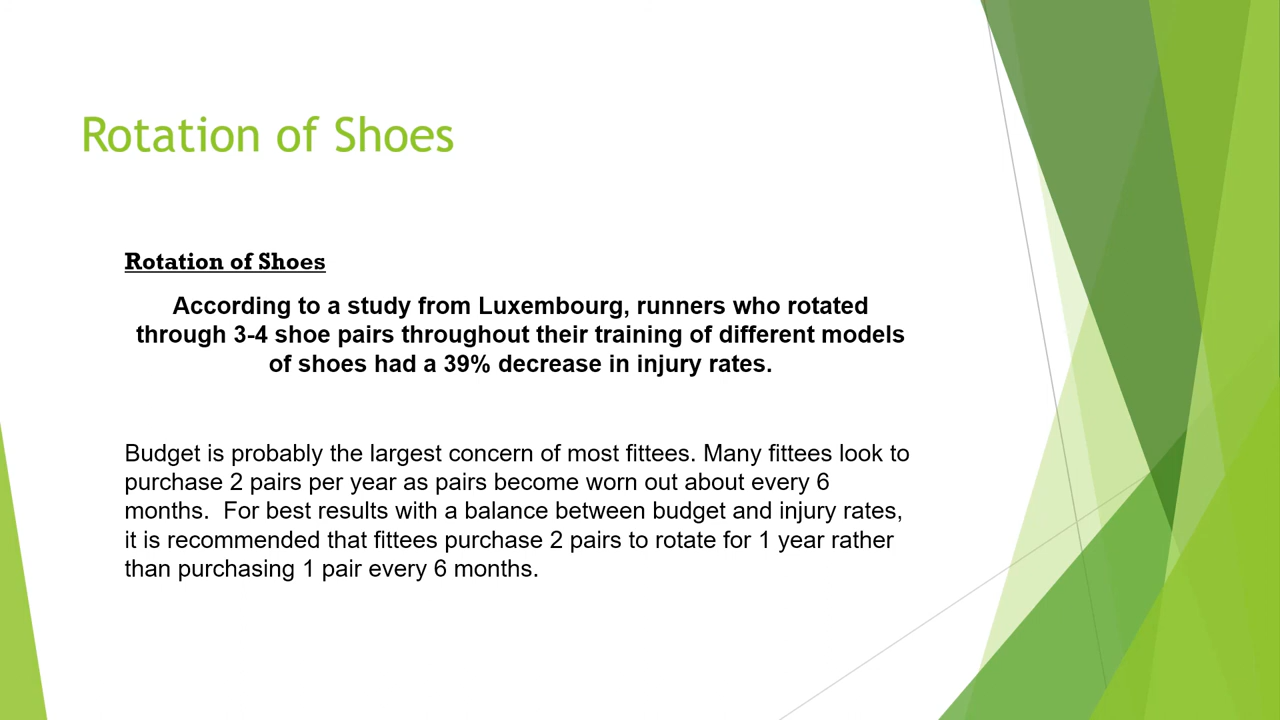 Rotation of Shoes
Rotation of Shoes
According to a study from Luxembourg, runners who rotated
through 3-4 shoe pairs throughout their training of different models
of shoes had a 39% decrease in injury rates.
Budget is probably the largest concern of most fittees. Many fittees look to
purchase 2 pairs per year as pairs become worn out about every 6
months.  For best results with a balance between budget and injury rates,
it is recommended that fittees purchase 2 pairs to rotate for 1 year rather
than purchasing 1 pair every 6 months.